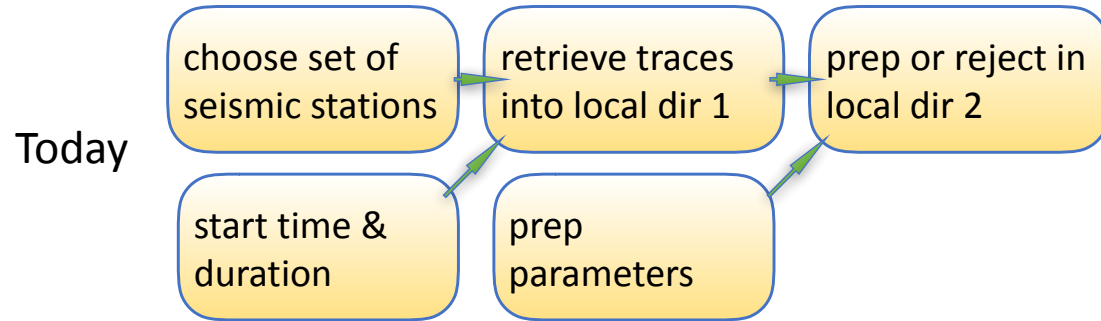 choose set of
seismic stations
retrieve traces
into local dir 1
prep or reject in
local dir 2
Today
start time &
duration
prep
parameters